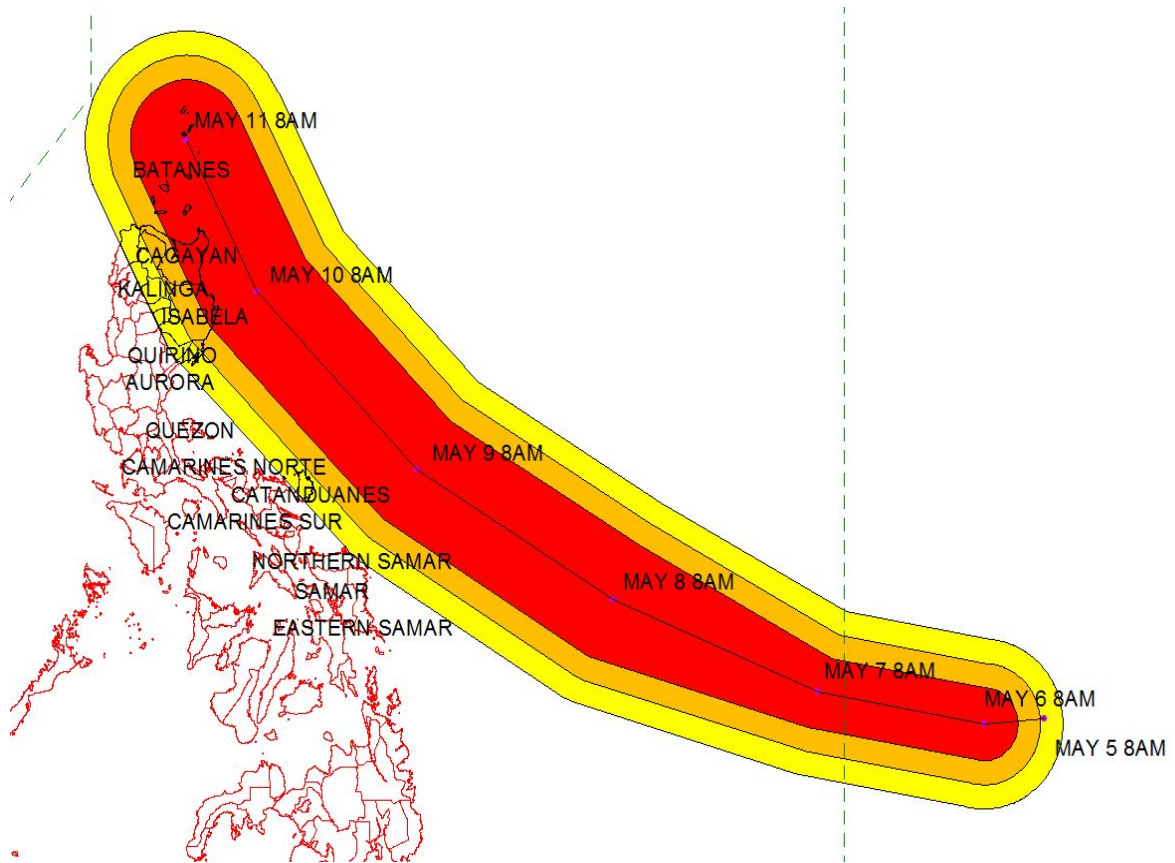 MAY 11 8AM
BATANES
CAGAYAN
MAY 10 8AM
KALINGA
ISABELA
QUIRINO
AURORA
QUEZON
MAY 9 8AM
CAMARINES NORTE
CATANDUANES
CAMARINES SUR
NORTHERN SAMAR
MAY 8 8AM
SAMAR
EASTERN SAMAR
MAY 7 8AM
MAY 6 8AM
MAY 5 8AM